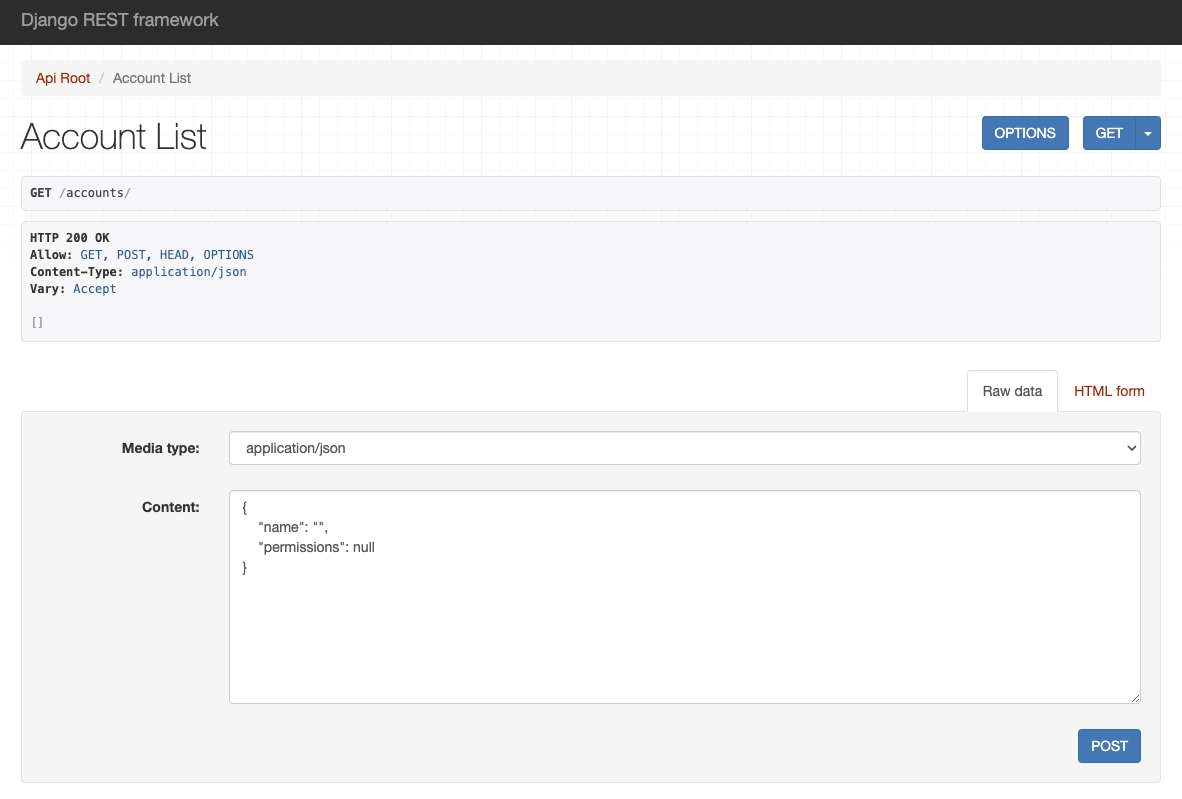 Django REST framework
Api Root / Account List
Account List
OPTIONS
GET
GET /accounts/
HTTP 200 OK
Allow: GET, POST, HEAD, OPTIONS
Content-Type: application/json
Vary: Accept
[]
Raw data
HTML form
Media type:
application/json
Content:
{
"name": "",
"permissions": null
}
POST